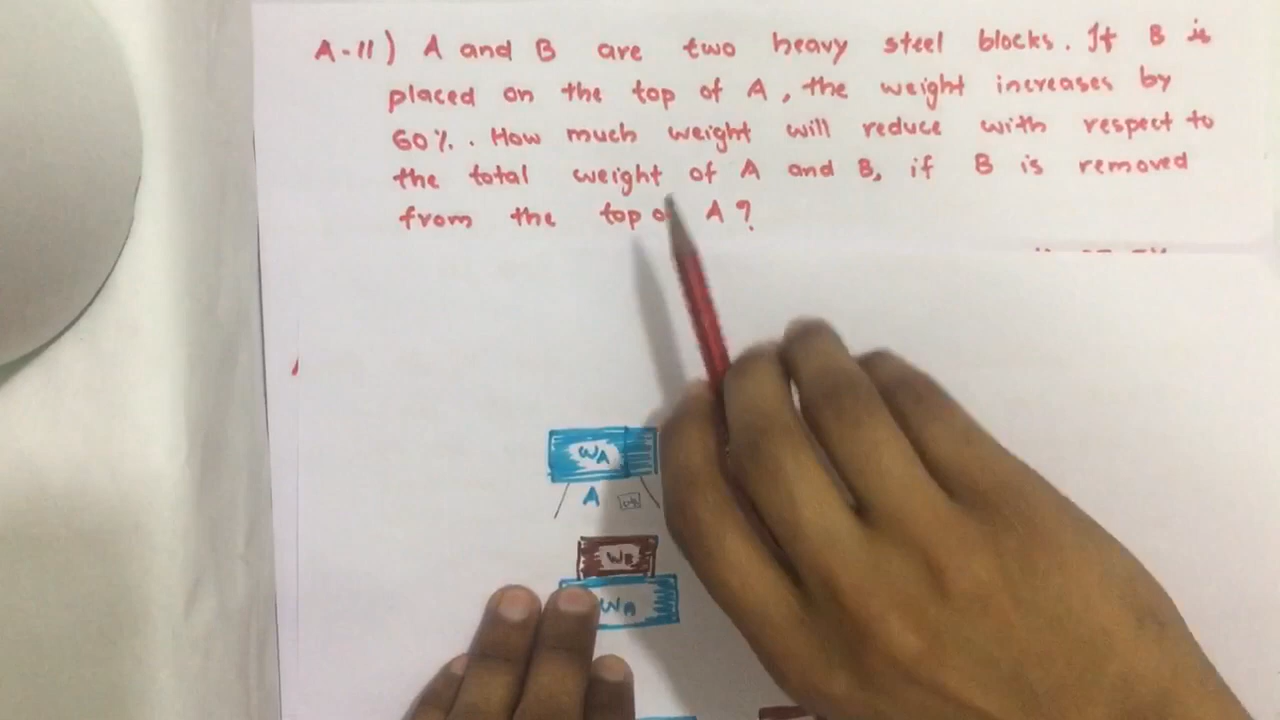 A-11) A and B are two heavy steel blocks. If B is
placed on the top of A, the weight increases by
60%. How much weight will reduce with respect to
the total weight of A and B, if B is removed
from the top of A?
WA
A
WB
WA